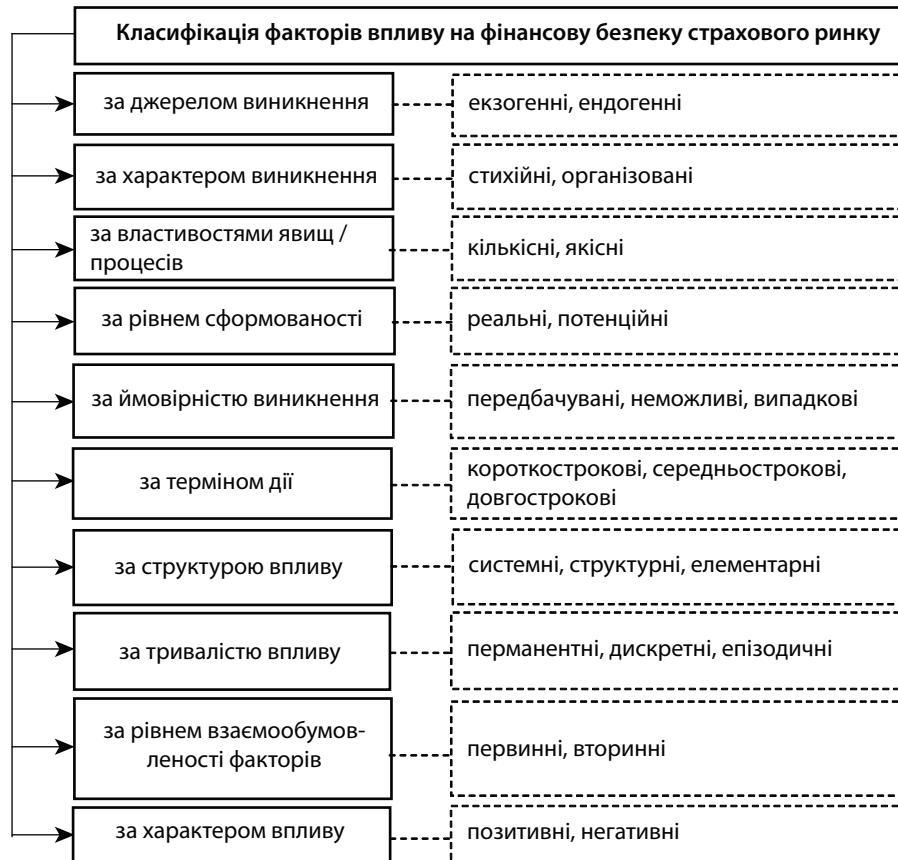 Класифікація факторів впливу на фінансову безпеку страхового ринку
за джерелом виникнення
екзогенні, ендогенні
за характером виникнення
стихійні, організовані
за властивостями явищ /
процесів
кількісні, якісні
за рівнем сформованості
реальні, потенційні
за ймовірністю виникнення
передбачувані, неможливі, випадкові
за терміном дії
короткострокові, середньострокові,
довгострокові
за структурою впливу
системні, структурні, елементарні
за тривалістю впливу
перманентні, дискретні, епізодичні
за рівнем взаємообумов-
леності факторів
первинні, вторинні
за характером впливу
позитивні, негативні